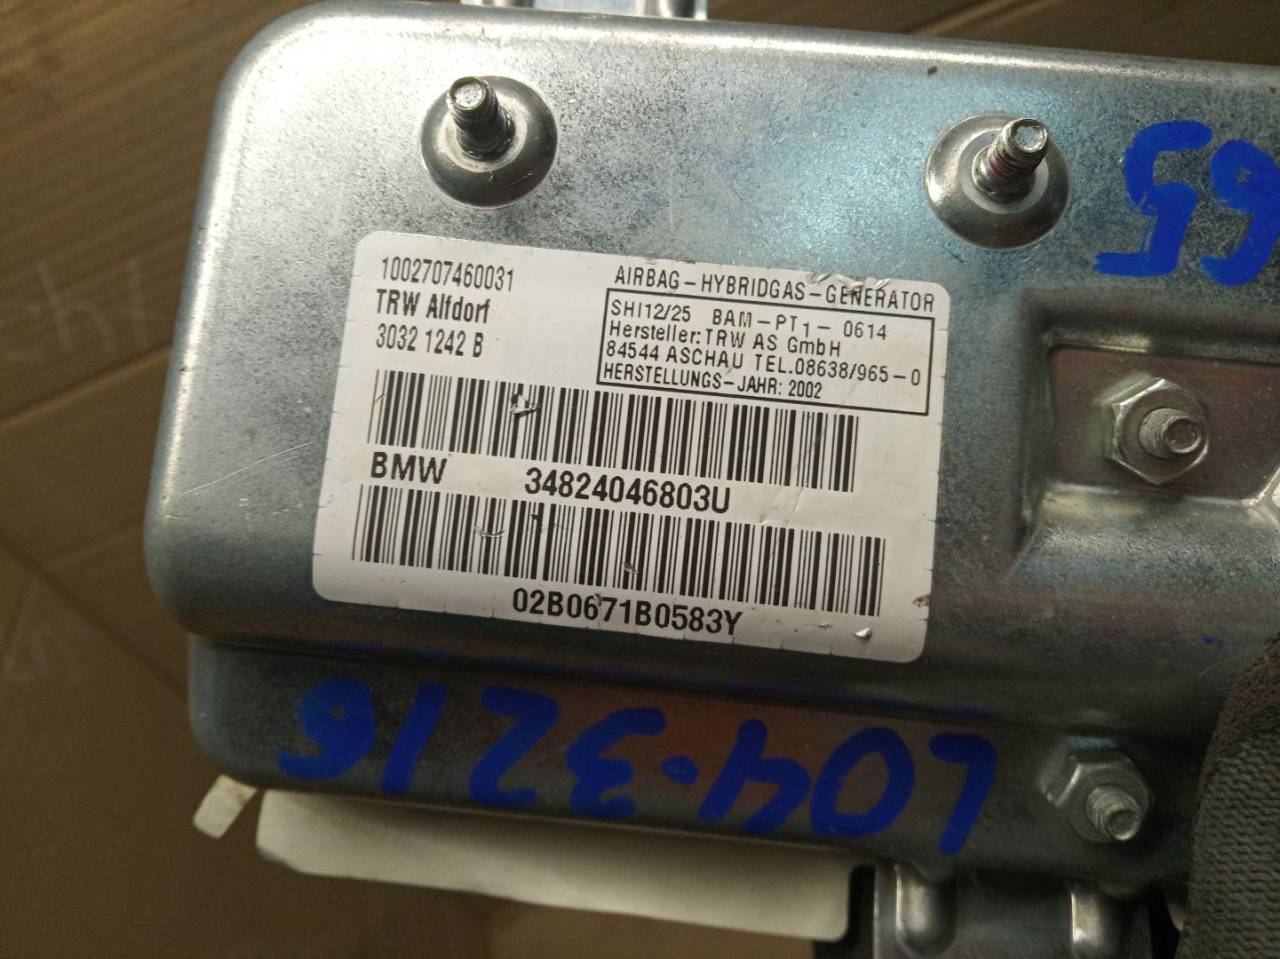 65
1002707460031
TRW Alfdorf
3032 1242 B
AIRBAG-HYBRIDGAS-GENERATOR
SHI12/25 BAM-PT1-0614
Hersteller: TRW AS GmbH
84544 ASCHAU TEL.08638/965-0
HERSTELLUNGS-JAHR: 2002
BMW 34824046803U
02B0671B0583Y
L04-3216